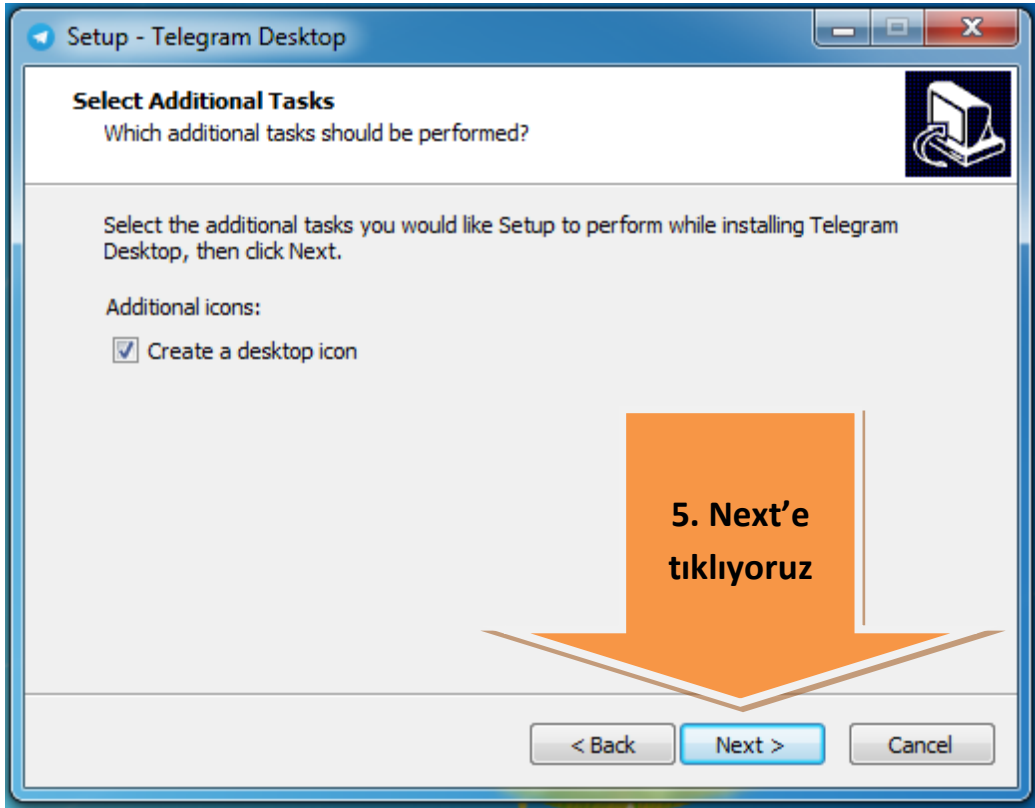 Setup - Telegram Desktop
Select Additional Tasks
Which additional tasks should be performed?
Select the additional tasks you would like Setup to perform while installing Telegram
Desktop, then click Next.
Additional icons:
Create a desktop icon
5. Next’e
tıklıyoruz
< Back Next > Cancel